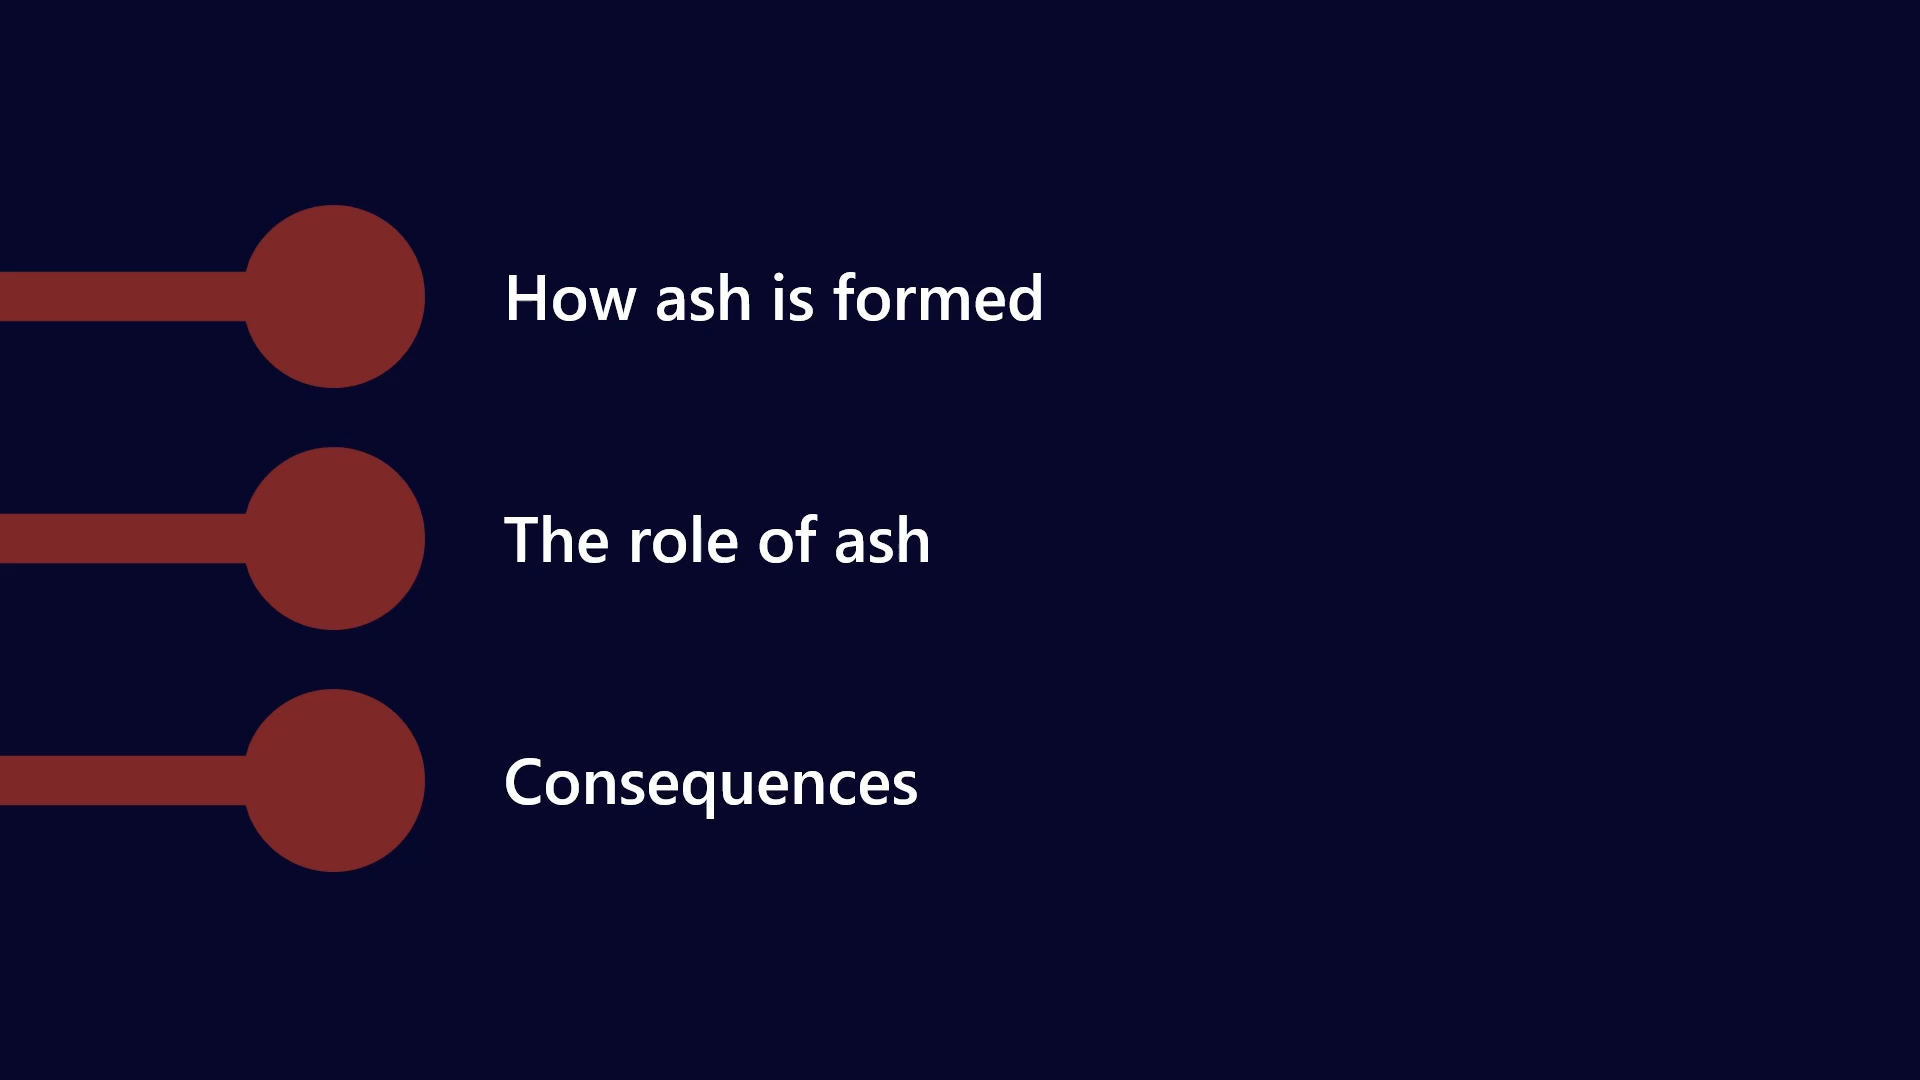 How ash is formed
The role of ash
Consequences